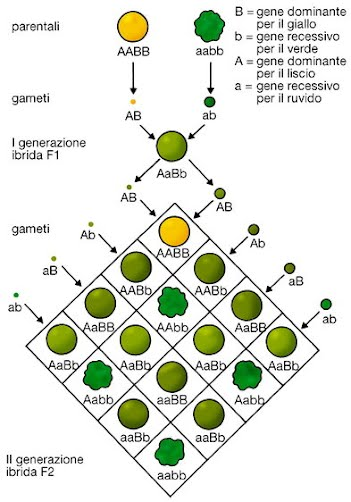 parentali
AABB
aabb
B = gene dominante
per il giallo
b = gene recessivo
per il verde
A = gene dominante
per il liscio
a = gene recessivo
per il ruvido
gameti
AB
ab
I generazione
ibrida F1
AaBb
AB
AB
gameti
Ab
AABB
Ab
aB
AABb
AABb
aB
ab
AaBB
AAbb
AaBB
ab
AaBb
AaBb
AaBb
AaBb
Aabb
aaBB
Aabb
aaBb
aaBb
II generazione
ibrida F2
aabb